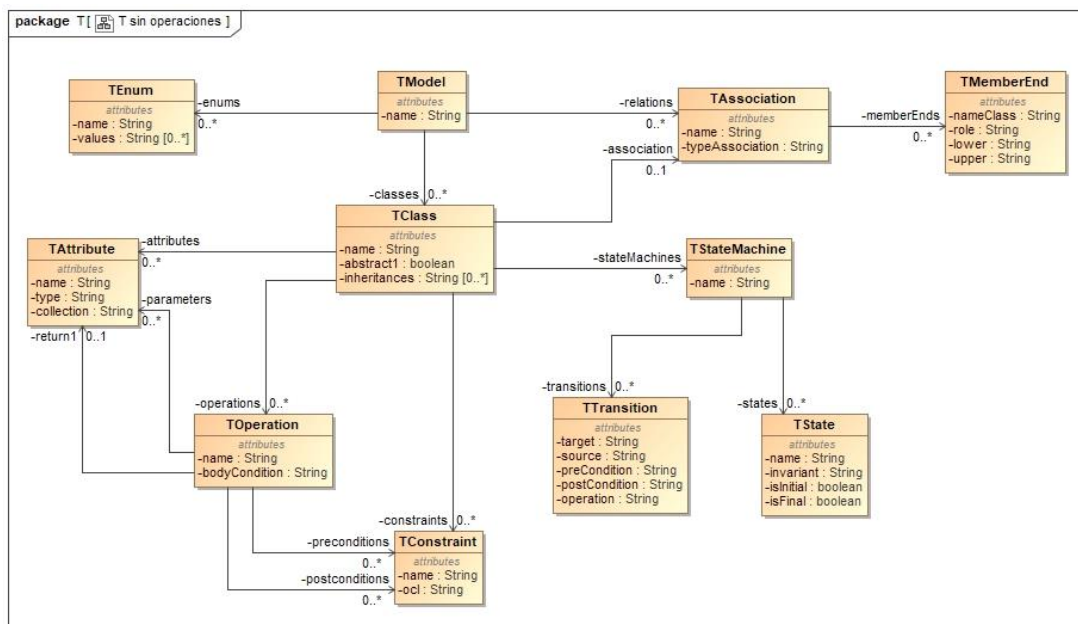 package T [ T sin operaciones ]
TEnum
attributes
-name : String
-values : String [0..*]
-enums
0..*
TModel
attributes
-name : String
-relations
0..*
TAssociation
attributes
-name : String
-typeAssociation : String
-memberEnds
0..*
TMemberEnd
attributes
-nameClass : String
-role : String
-lower : String
-upper : String
-association
0..1
-classes 0..*
TClass
attributes
-name : String
-abstract1 : boolean
-inheritances : String [0..*]
-attributes
0..*
TAttribute
attributes
-name : String
-type : String
-collection : String
-parameters
0..*
-return1 0..1
-stateMachines
0..*
TStateMachine
attributes
-name : String
-operations 0..*
TOperation
attributes
-name : String
-bodyCondition : String
-transitions 0..*
TTransition
attributes
-target : String
-source : String
-preCondition : String
-postCondition : String
-operation : String
-states 0..*
TState
attributes
-name : String
-invariant : String
-isInitial : boolean
-isFinal : boolean
-constraints 0..*
-preconditions
0..*
-postconditions
0..*
TConstraint
attributes
-name : String
-ocl : String